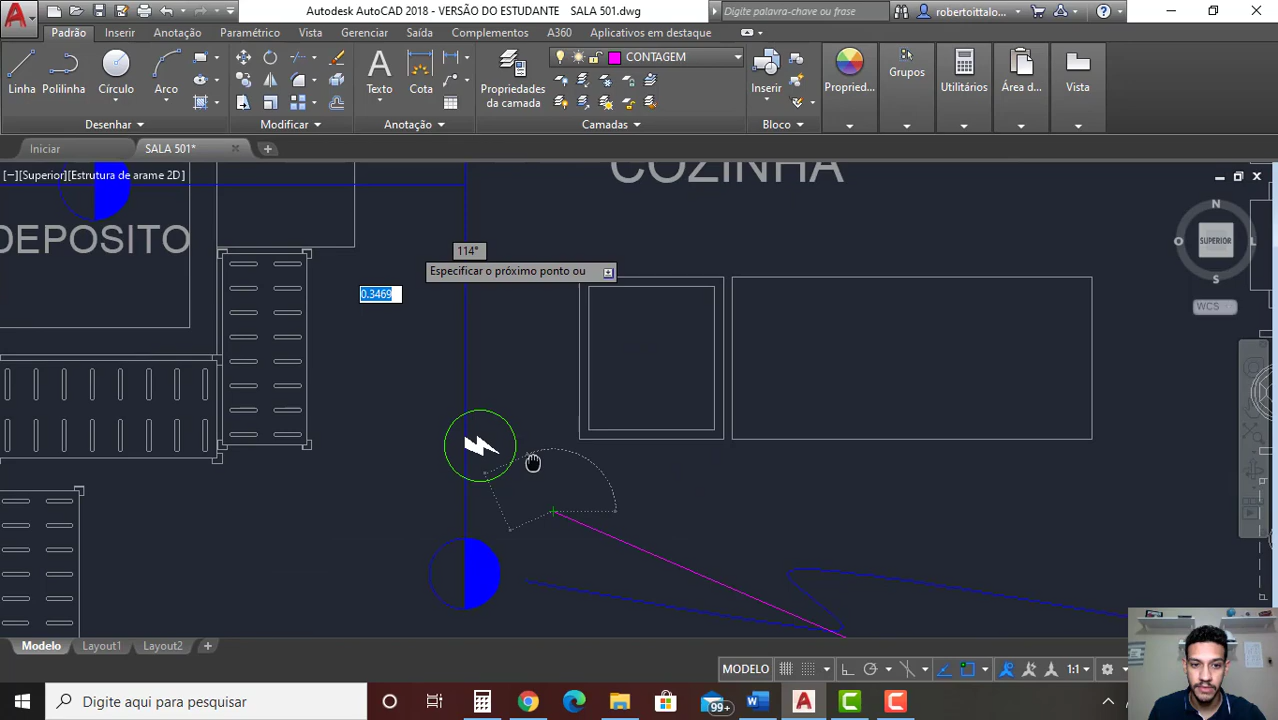 Autodesk AutoCAD 2018 - VERSÃO DO ESTUDANTE SALA 501.dwg
Digite palavra-chave ou frase
robertoittalo...
Padrão Inserir Anotação Paramétrico Vista Gerenciar Saída Complementos A360 Aplicativos em destaque
CONTAGEM
Linha Polilinha Círculo Arco Texto Cota Propriedades da camada Inserir Propried... Grupos Utilitários Área d... Vista
Desenhar Modificar Anotação Camadas Bloco
Iniciar SALA 501*
[−][Superior][Estrutura de arame 2D]
COZINHA
N
O SUPERIOR L
S
WCS
DEPOSITO
114°
Especificar o próximo ponto ou
0.3469
Modelo Layout1 Layout2
MODELO 1:1
Digite aqui para pesquisar
99+